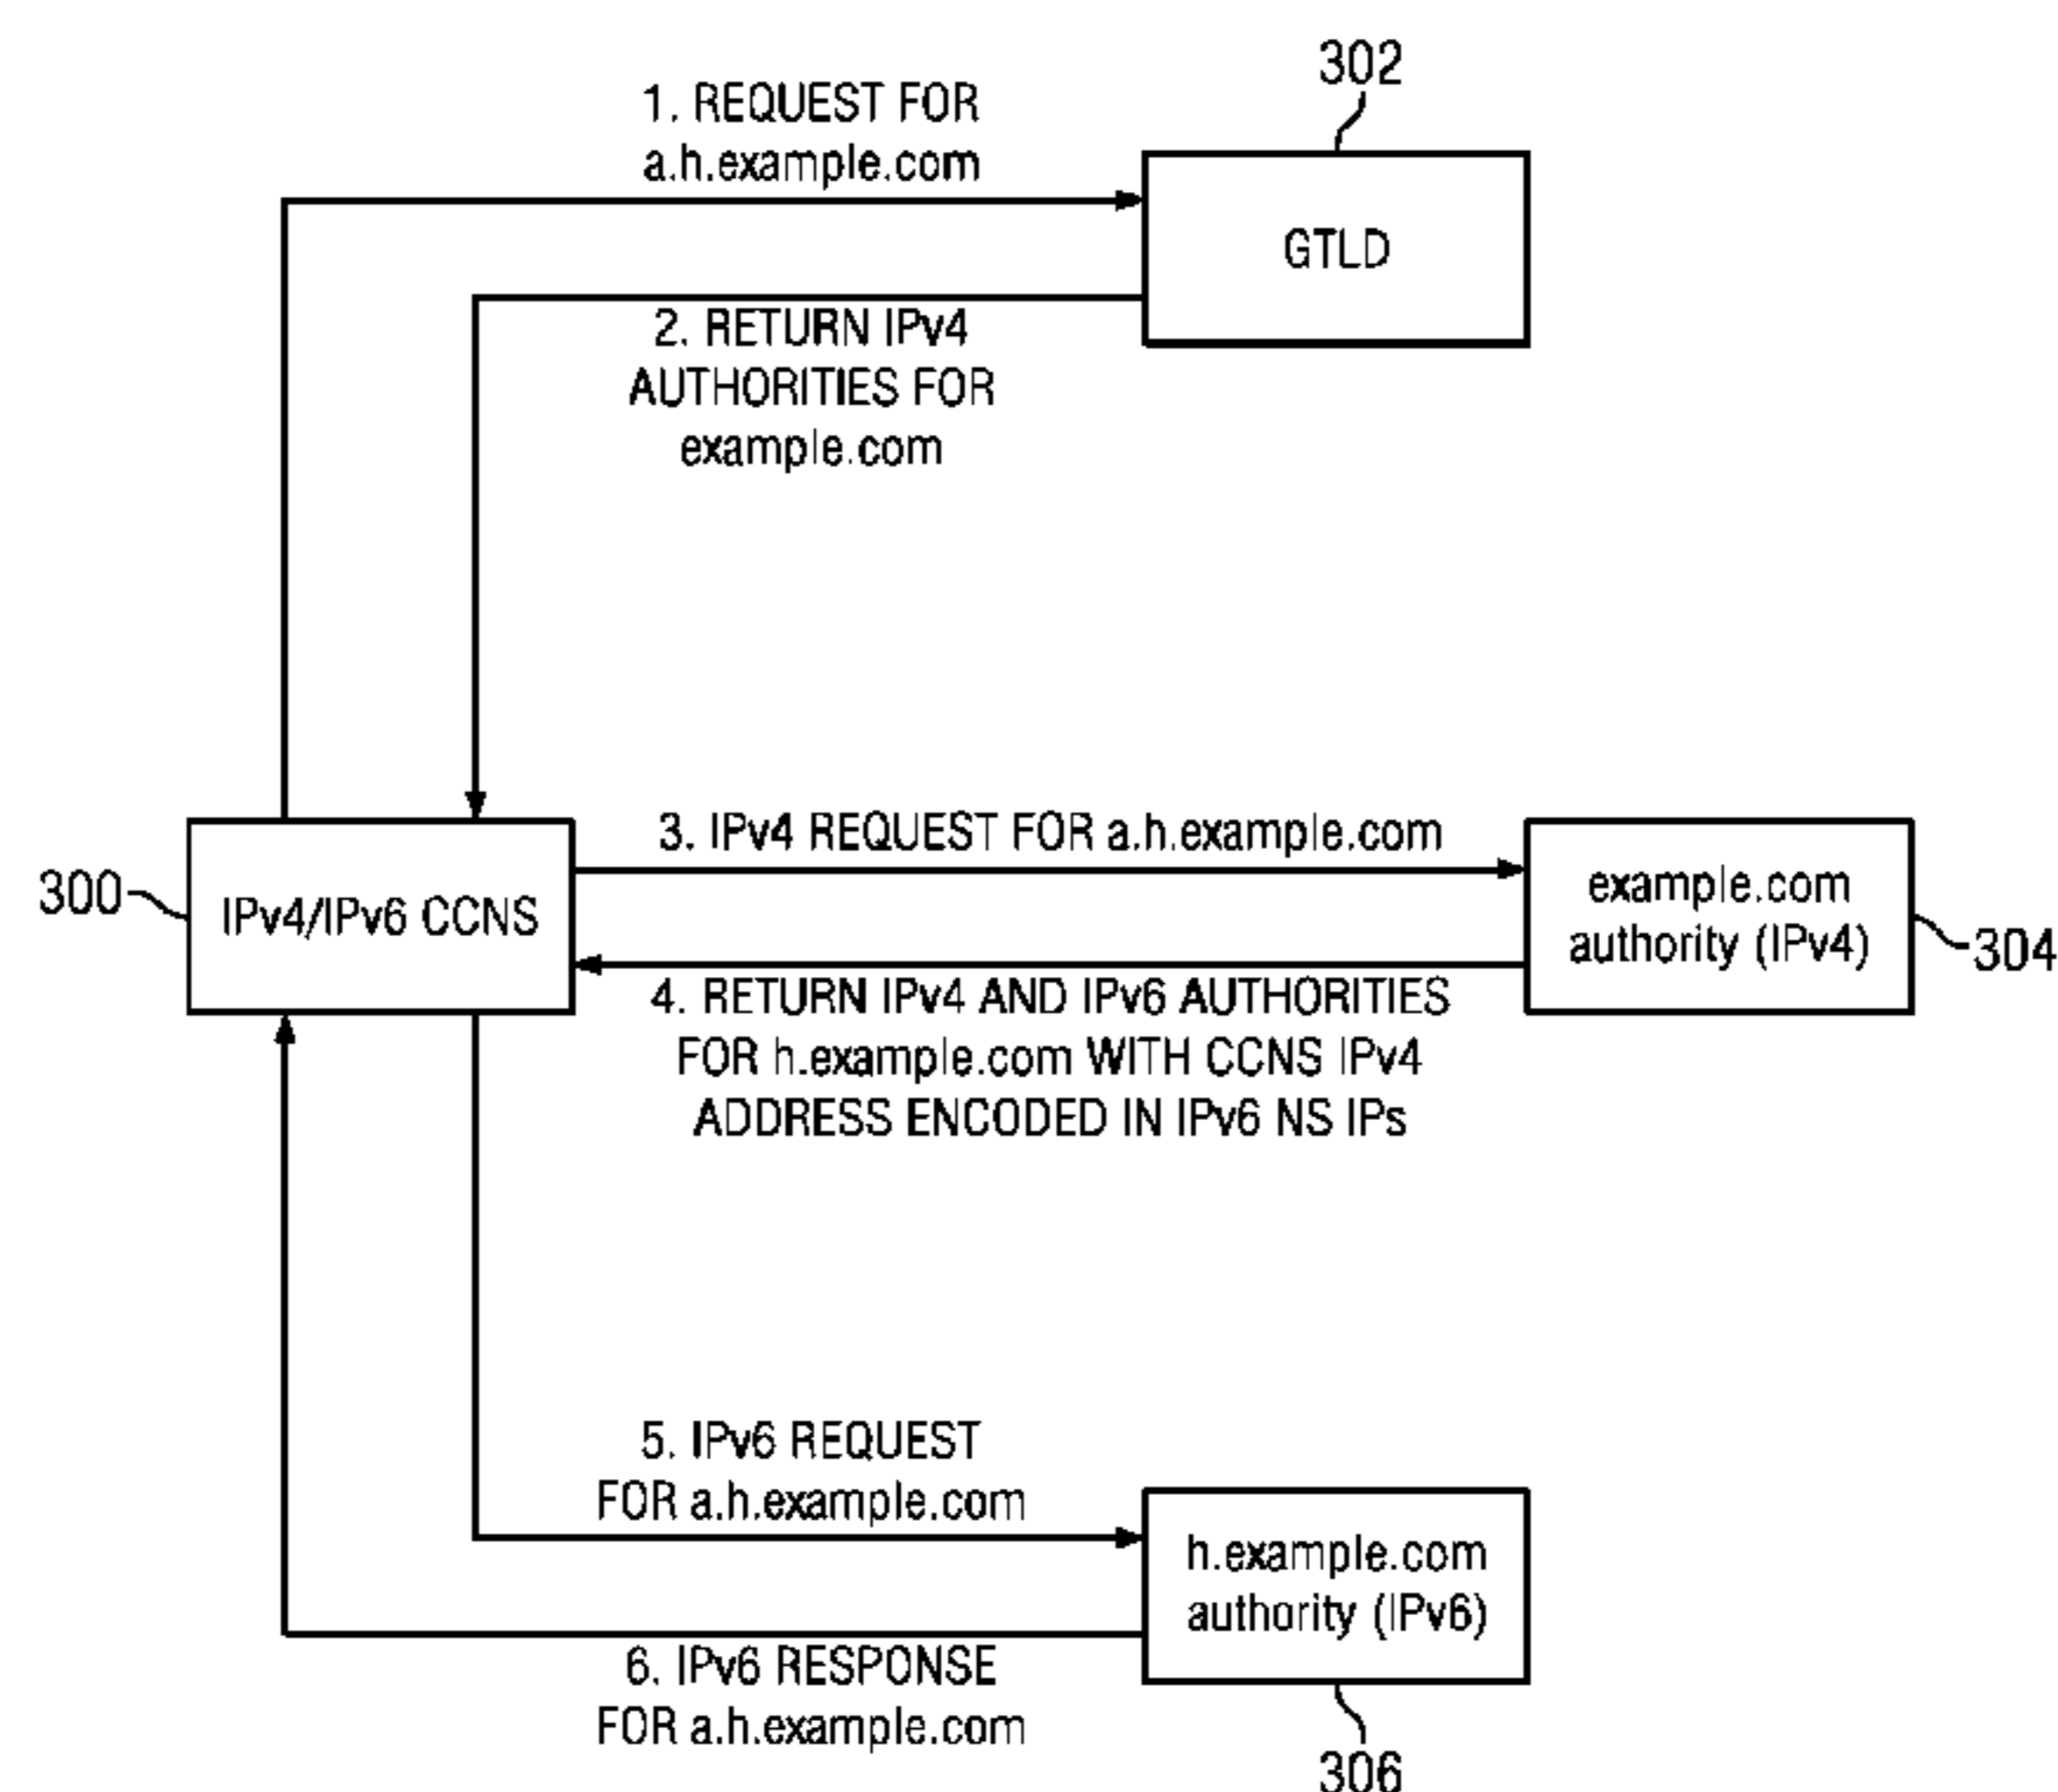 302
1. REQUEST FOR
a.h.example.com
GTLD
2. RETURN IPv4
AUTHORITIES FOR
example.com
300
IPv4/IPv6 CCNS
3. IPv4 REQUEST FOR a.h.example.com
example.com
authority (IPv4)
304
4. RETURN IPv4 AND IPv6 AUTHORITIES
FOR h.example.com WITH CCNS IPv4
ADDRESS ENCODED IN IPv6 NS IPs
5. IPv6 REQUEST
FOR a.h.example.com
h.example.com
authority (IPv6)
6. IPv6 RESPONSE
FOR a.h.example.com
306